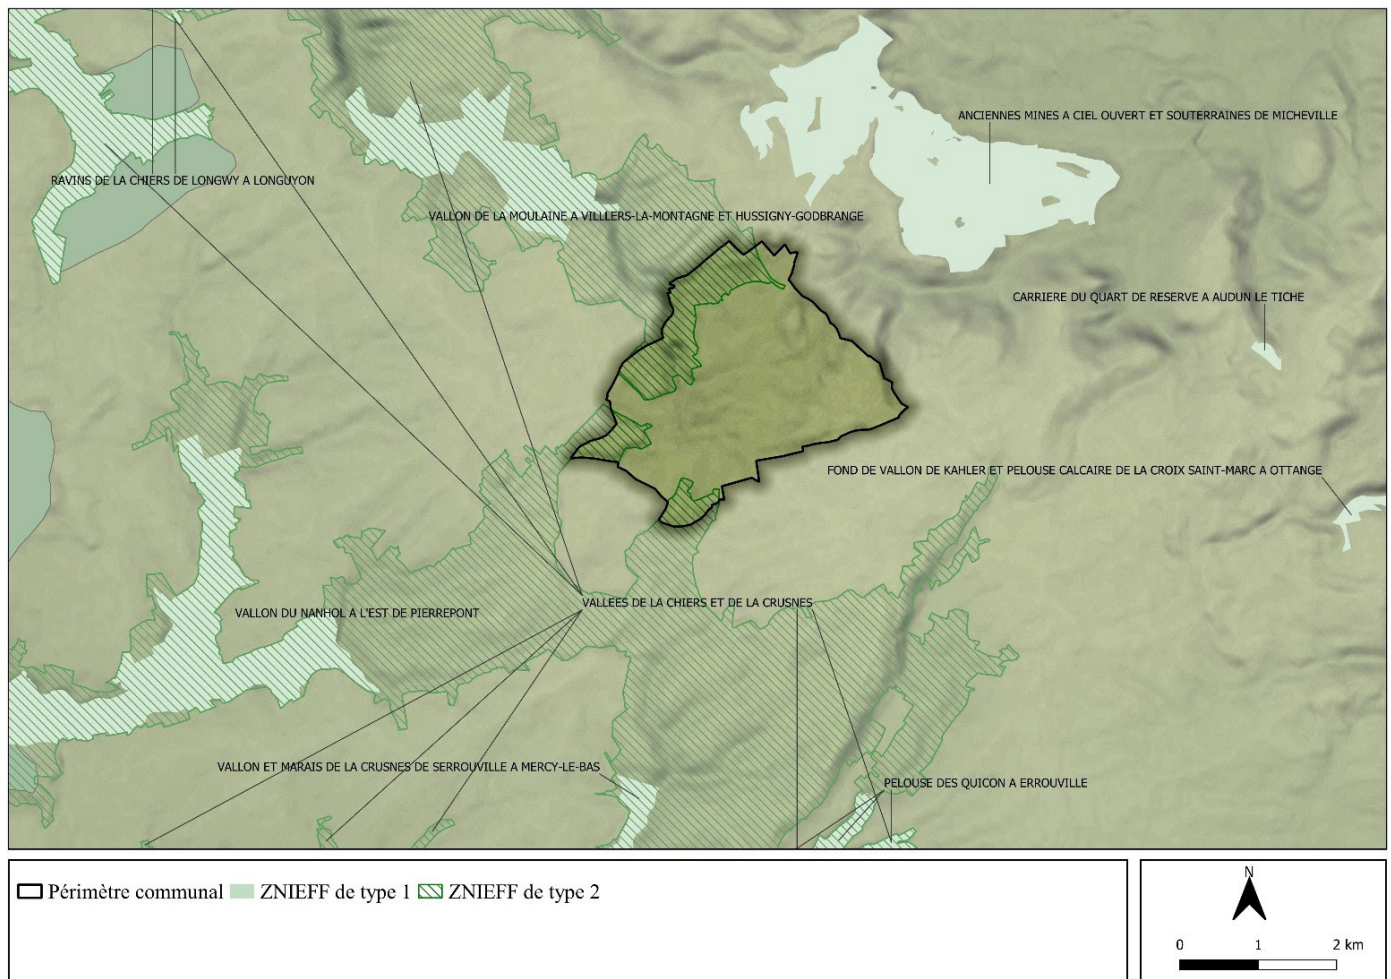 ANCIENNES MINES A CIEL OUVERT ET SOUTERRAINES DE MICHEVILLE
RAVINS DE LA CHIERS DE LONGWY A LONGUYON
VALLON DE LA MOULAINE A VILLLERS-LA-MONTAGNE ET HUSSIGNY-GODBRANGE
CARRIERE DU QUART DE RESERVE A AUDUN LE TICHE
FOND DE VALLON DE KAHLER ET PELOUSE CALCAIRE DE LA CROIX SAINT-MARC A OTTANGE
VALLEES DE LA CHIERS ET DE LA CRUSNES
VALLON DU NANHOL A L'EST DE PIERREPONT
VALLON ET MARAIS DE LA CRUSNES DE SERROUVILLE A MERCY-LE-BAS
PELOUSE DES QUICON A ERROUVILLE
Périmètre communal ZNIEFF de type 1 ZNIEFF de type 2
N
0 1 2 km